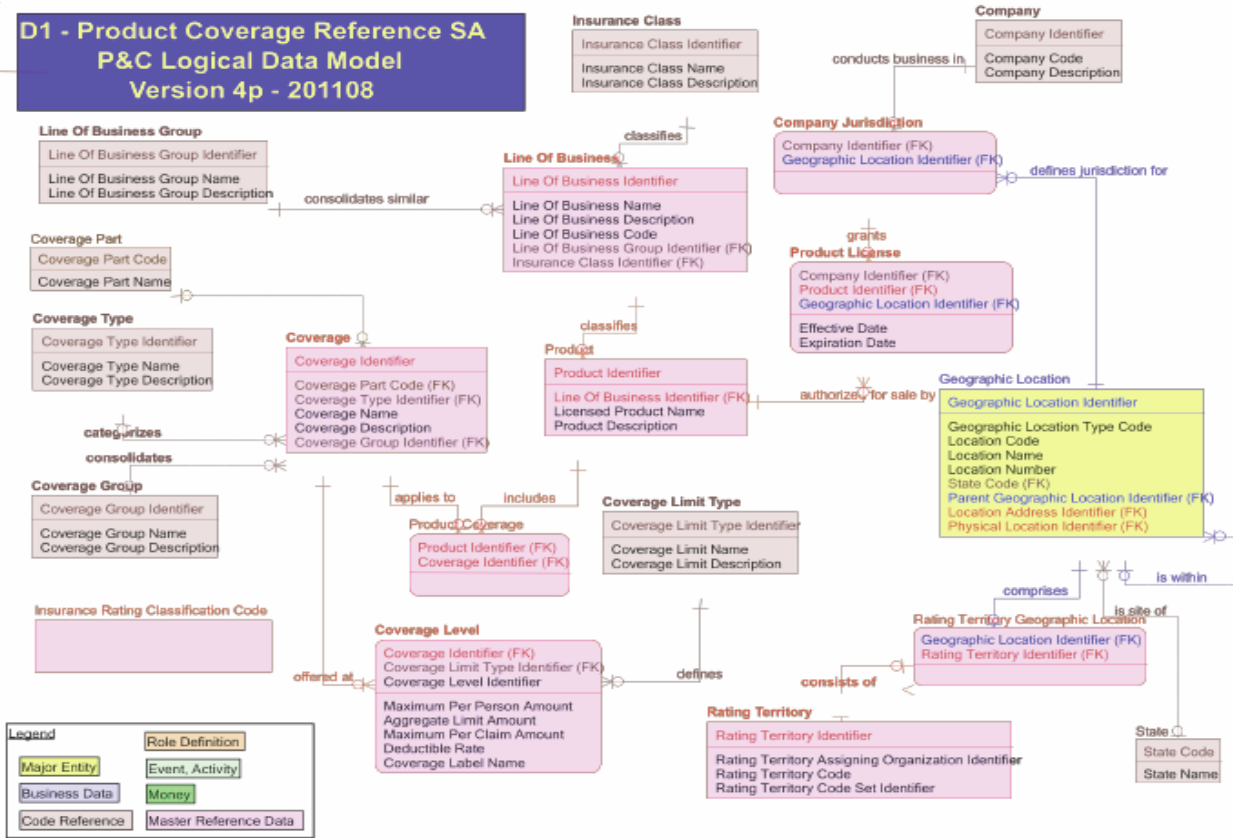 D1 - Product Coverage Reference SA
P&C Logical Data Model
Version 4p - 201108
Insurance Class
Insurance Class Identifier
Insurance Class Name
Insurance Class Description
Company
Company Identifier
Company Code
Company Description
conducts business in
classifies
Company Jurisdiction
Company Identifier (FK)
Geographic Location Identifier (FK)
defines jurisdiction for
Line Of Business Group
Line Of Business Group Identifier
Line Of Business Group Name
Line Of Business Group Description
consolidates similar
Line Of Business
Line Of Business Identifier
Line Of Business Name
Line Of Business Description
Line Of Business Code
Line Of Business Group Identifier (FK)
Insurance Class Identifier (FK)
grants
Product License
Company Identifier (FK)
Product Identifier (FK)
Geographic Location Identifier (FK)
Effective Date
Expiration Date
Coverage Part
Coverage Part Code
Coverage Part Name
Coverage Type
Coverage Type Identifier
Coverage Type Name
Coverage Type Description
Coverage
Coverage Identifier
Coverage Part Code (FK)
Coverage Type Identifier (FK)
Coverage Name
Coverage Description
Coverage Group Identifier (FK)
classifies
Product
Product Identifier
Line Of Business Identifier (FK)
Licensed Product Name
Product Description
authorize for sale by
Geographic Location
Geographic Location Identifier
Geographic Location Type Code
Location Code
Location Name
Location Number
State Code (FK)
Parent Geographic Location Identifier (FK)
Location Address Identifier (FK)
Physical Location Identifier (FK)
categorizes
consolidates
Coverage Group
Coverage Group Identifier
Coverage Group Name
Coverage Group Description
applies to
includes
Product Coverage
Product Identifier (FK)
Coverage Identifier (FK)
Coverage Limit Type
Coverage Limit Type Identifier
Coverage Limit Name
Coverage Limit Description
comprises
is within
is site of
Insurance Rating Classification Code
Coverage Level
Coverage Identifier (FK)
Coverage Limit Type Identifier (FK)
Coverage Level Identifier
Maximum Per Person Amount
Aggregate Limit Amount
Maximum Per Claim Amount
Deductible Rate
Coverage Label Name
offered at
defines
Rating Territory Geographic Location
Geographic Location Identifier (FK)
Rating Territory Identifier (FK)
consists of
Rating Territory
Rating Territory Identifier
Rating Territory Assigning Organization Identifier
Rating Territory Code
Rating Territory Code Set Identifier
State
State Code
State Name
Legend
Role Definition
Major Entity
Event, Activity
Business Data
Money
Code Reference
Master Reference Data